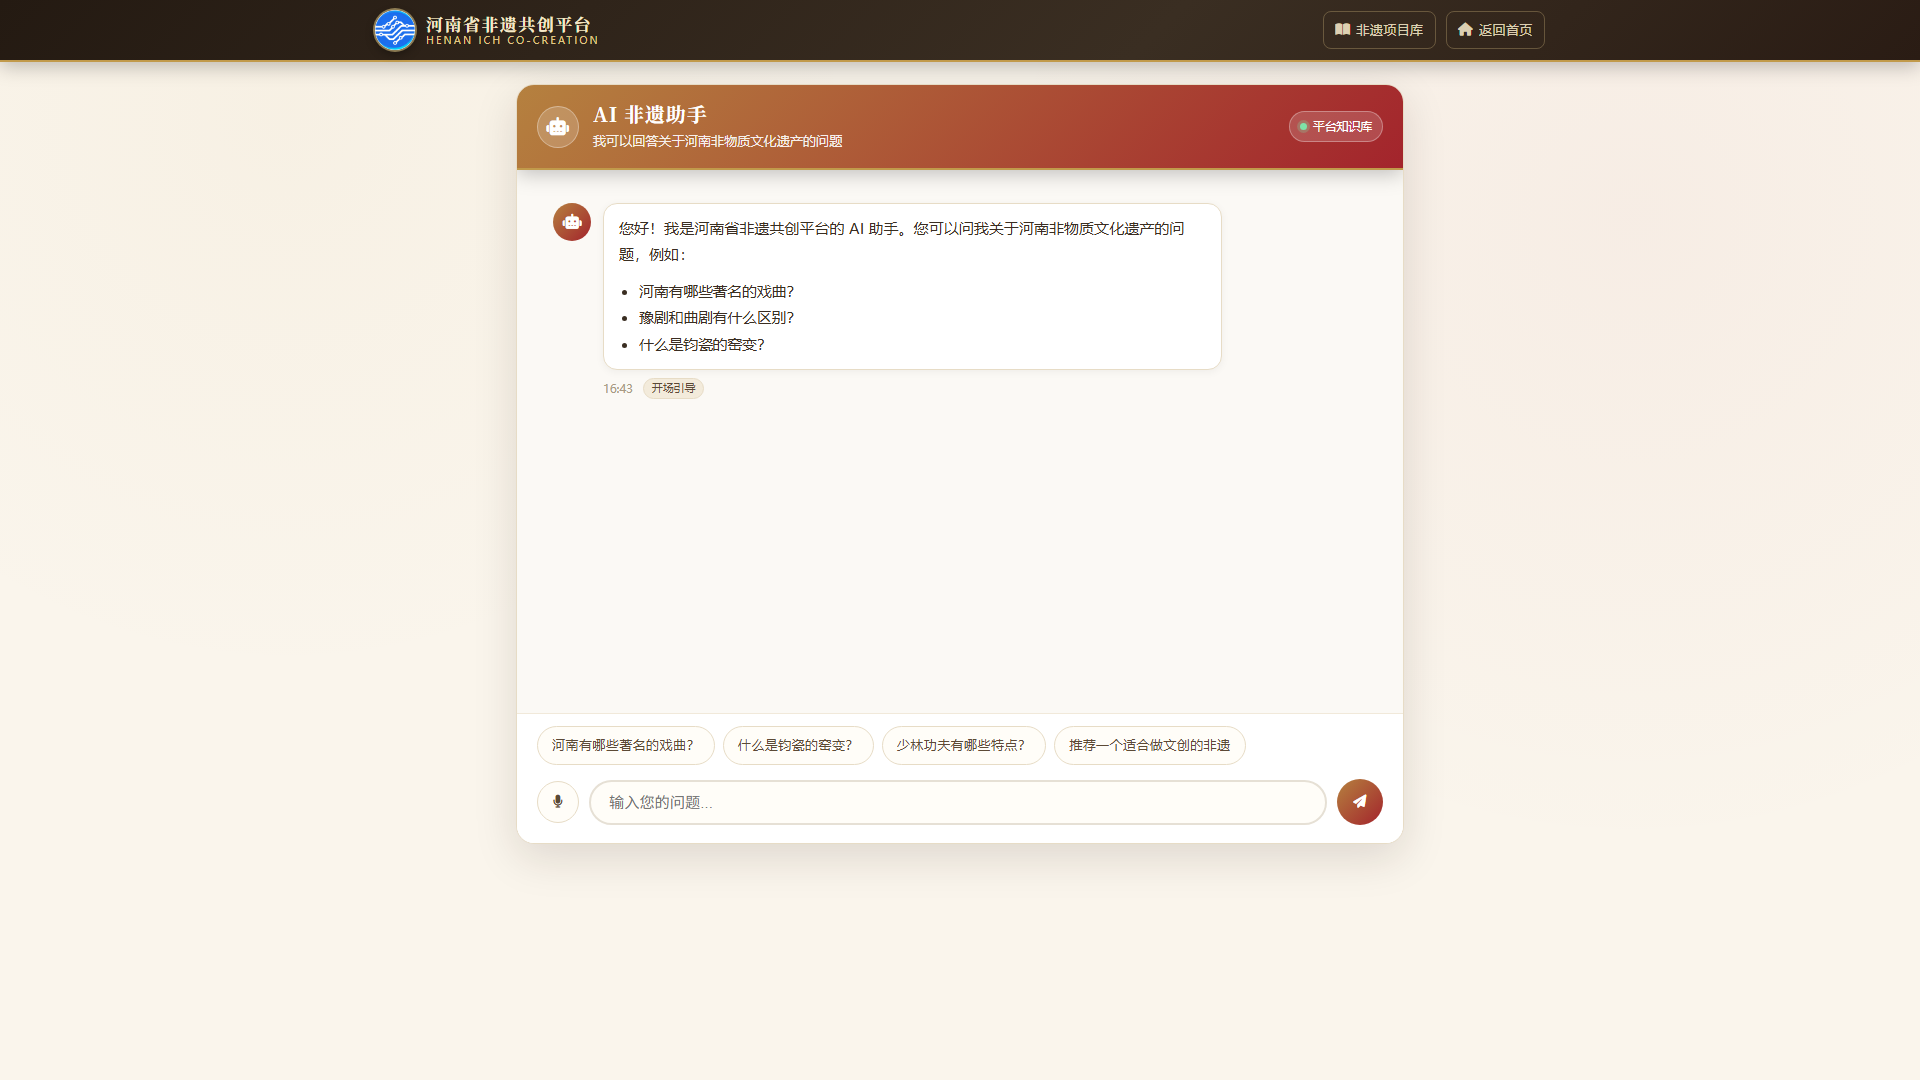 河南省非遗共创平台
HENAN ICH CO-CREATION
非遗项目库
返回首页
AI 非遗助手
我可以回答关于河南非物质文化遗产的问题
平台知识库
您好！我是河南省非遗共创平台的 AI 助手。您可以问我关于河南非物质文化遗产的问
题，例如：
• 河南有哪些著名的戏曲？
• 豫剧和曲剧有什么区别？
• 什么是钧瓷的窑变？
16:43 开场引导
河南有哪些著名的戏曲？
什么是钧瓷的窑变？
少林功夫有哪些特点？
推荐一个适合做文创的非遗
输入您的问题...